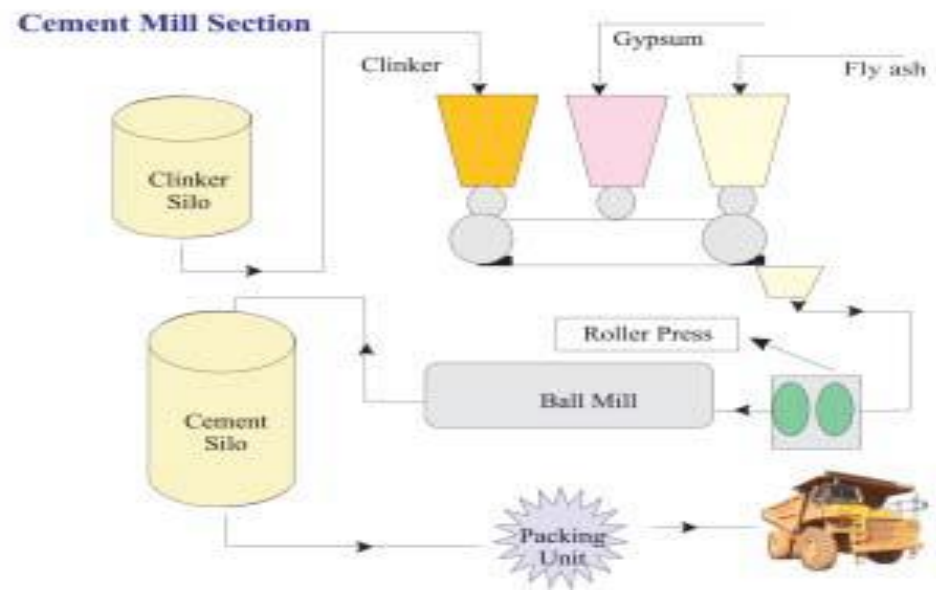 Cement Mill Section
Gypsum
Clinker
Fly ash
Clinker
Silo
Roller Press
Ball Mill
Cement
Silo
Packing
Unit